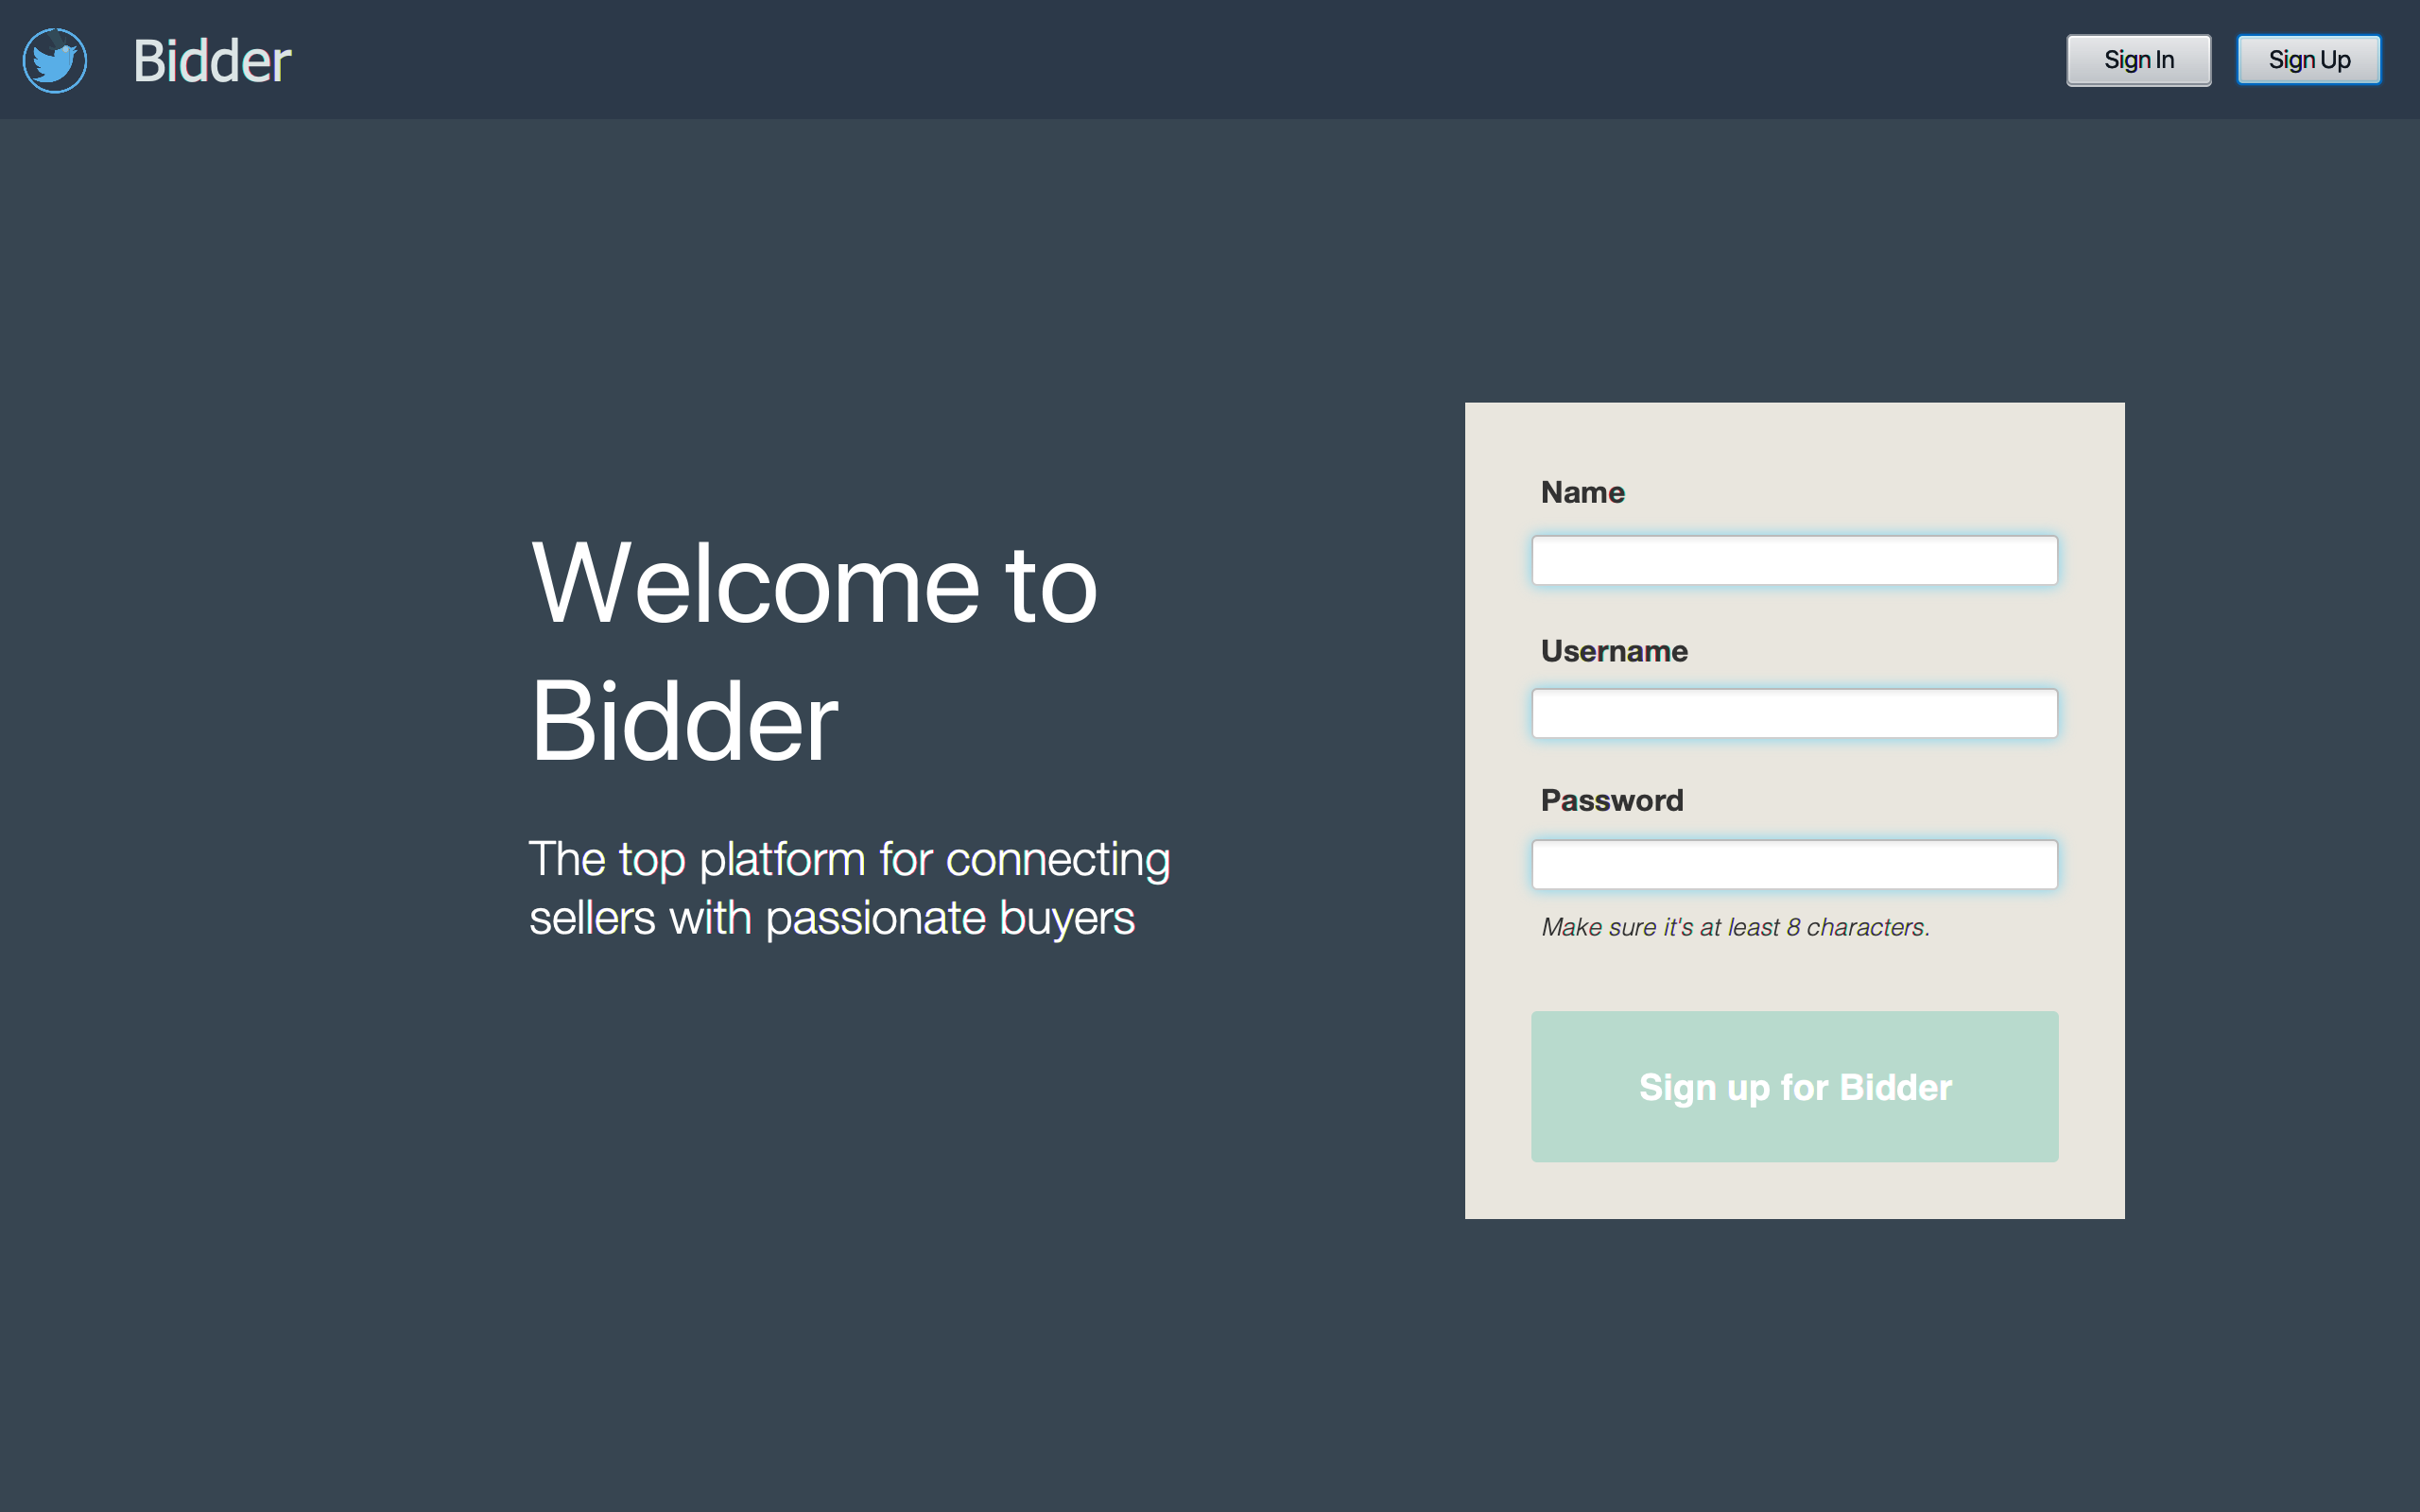 Bidder
Sign In
Sign Up
Welcome to
Bidder
The top platform for connecting
sellers with passionate buyers
Name
Username
Password
Make sure it's at least 8 characters.
Sign up for Bidder